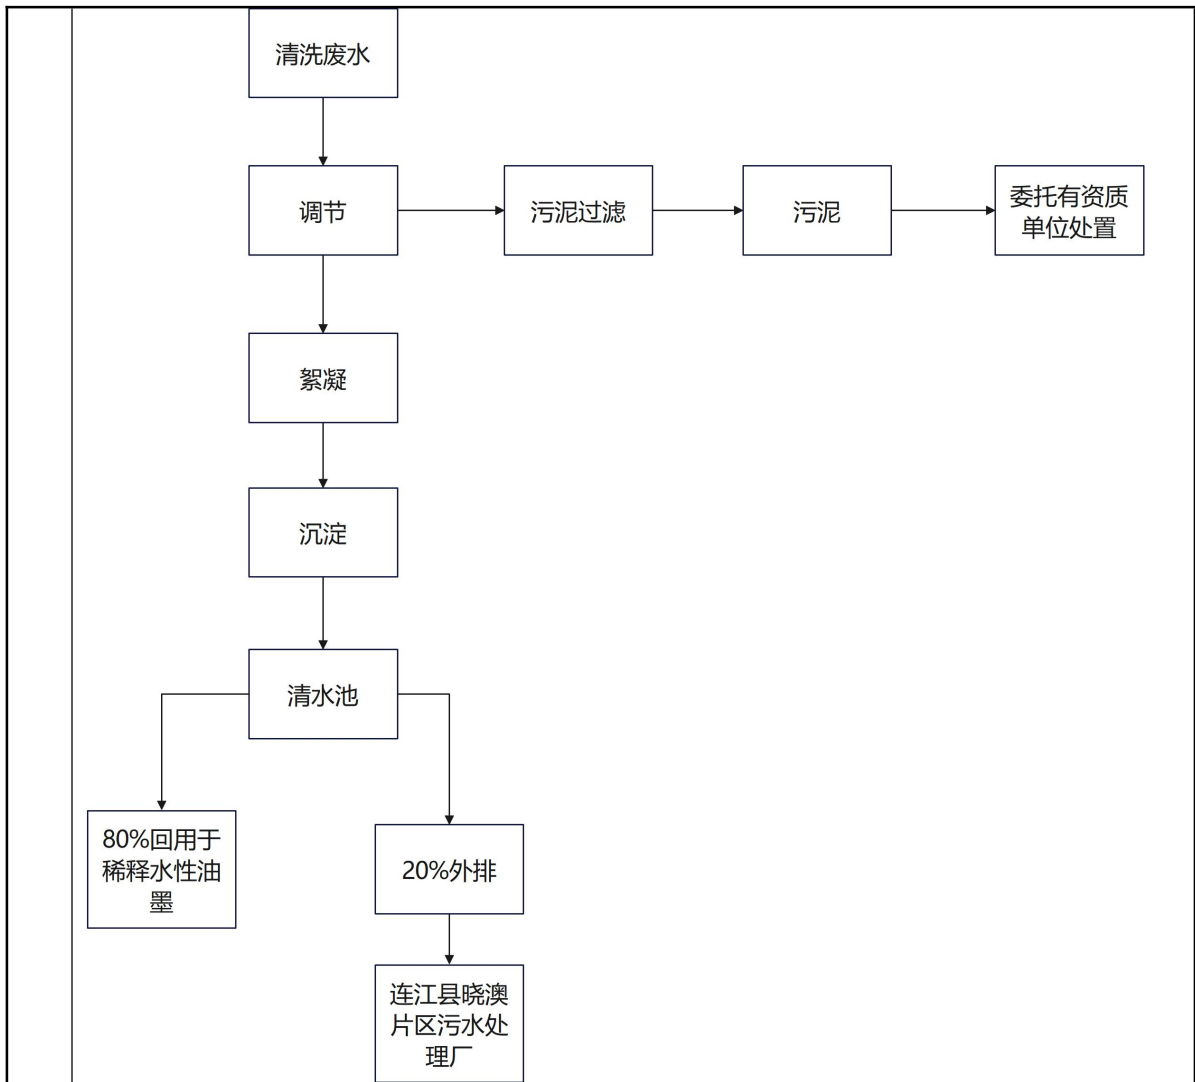 清洗废水
调节
污泥过滤
污泥
委托有资质
单位处置
絮凝
沉淀
清水池
80%回用于
稀释水性油
墨
20%外排
连江县晓澳
片区污水处
理厂